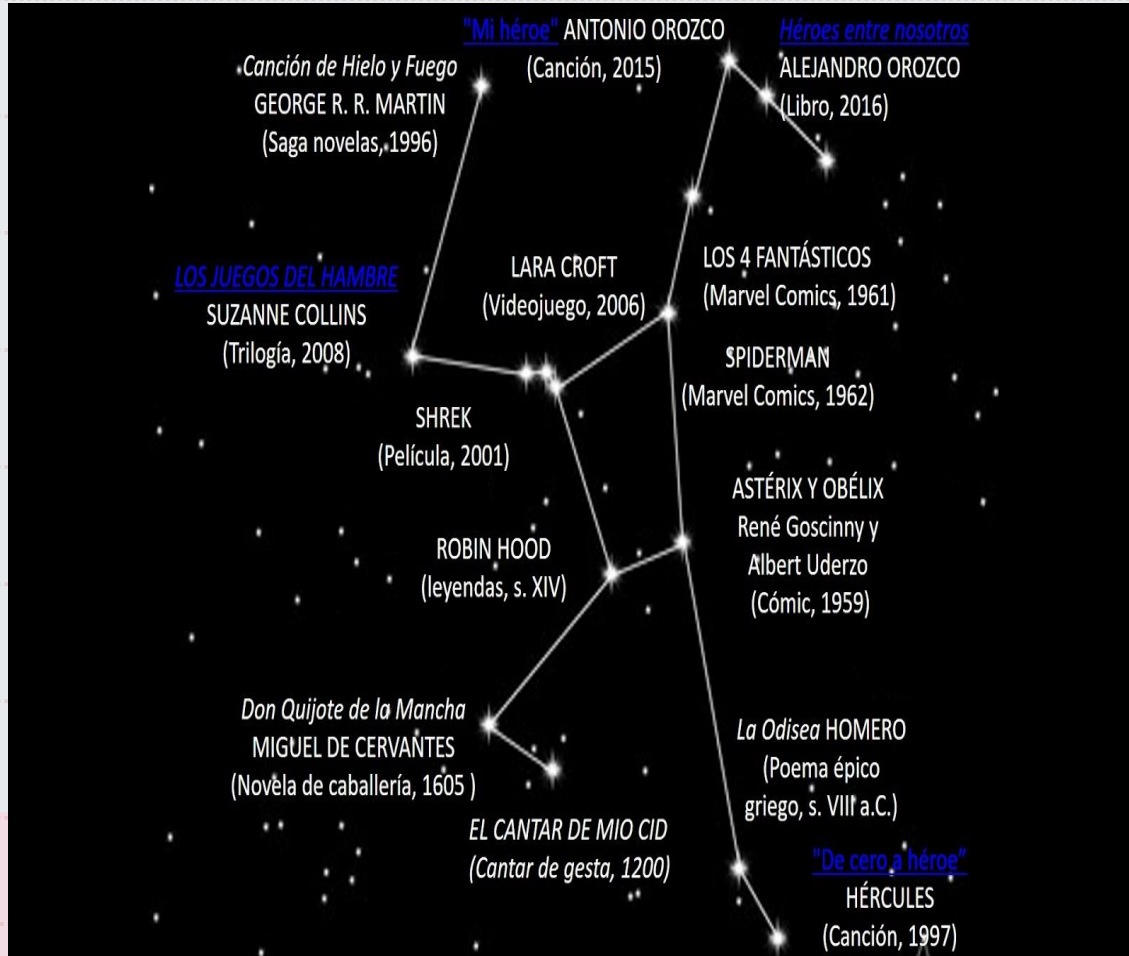 "Mi héroe" ANTONIO OROZCO
(Canción, 2015)
Héroes entre nosotros
ALEJANDRO OROZCO
(Libro, 2016)
Canción de Hielo y Fuego
GEORGE R. R. MARTIN
(Saga novelas, 1996)
LOS JUEGOS DEL HAMBRE
SUZANNE COLLINS
(Trilogía, 2008)
LARA CROFT
(Videojuego, 2006)
LOS 4 FANTÁSTICOS
(Marvel Comics, 1961)
SPIDERMAN
(Marvel Comics, 1962)
SHREK
(Película, 2001)
ASTÉRIX Y OBÉLIX
René Goscinny y
Albert Uderzo
(Cómic, 1959)
ROBIN HOOD
(leyendas, s. XIV)
Don Quijote de la Mancha
MIGUEL DE CERVANTES
(Novela de caballería, 1605 )
La Odisea HOMERO
(Poema épico
griego, s. VIII a.C.)
EL CANTAR DE MIO CID
(Cantar de gesta, 1200)
"De cero a héroe"
HÉRCULES
(Canción, 1997)